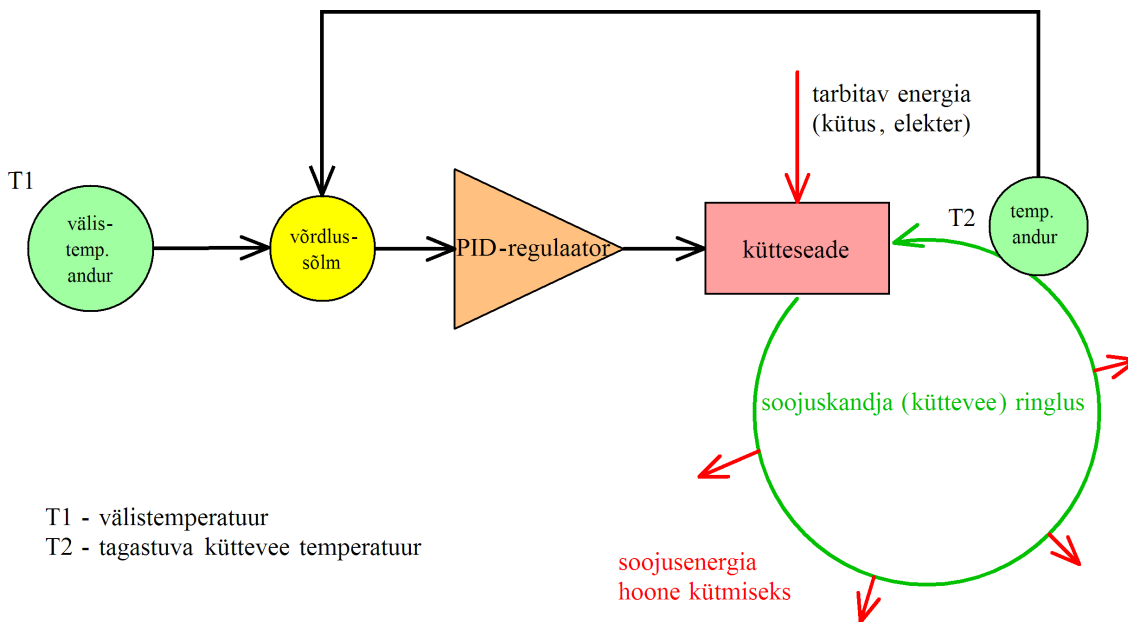 tarbitav energia
(kütus, elekter)
T1
välis-
temp.
andur
võrdlus-
sõlm
PID-regulaator
kütteseade
T2
temp.
andur
soojuskandja (küttevee) ringlus
T1 - välistemperatuur
T2 - tagastuva küttevee temperatuur
soojusenergia
hoone kütmiseks